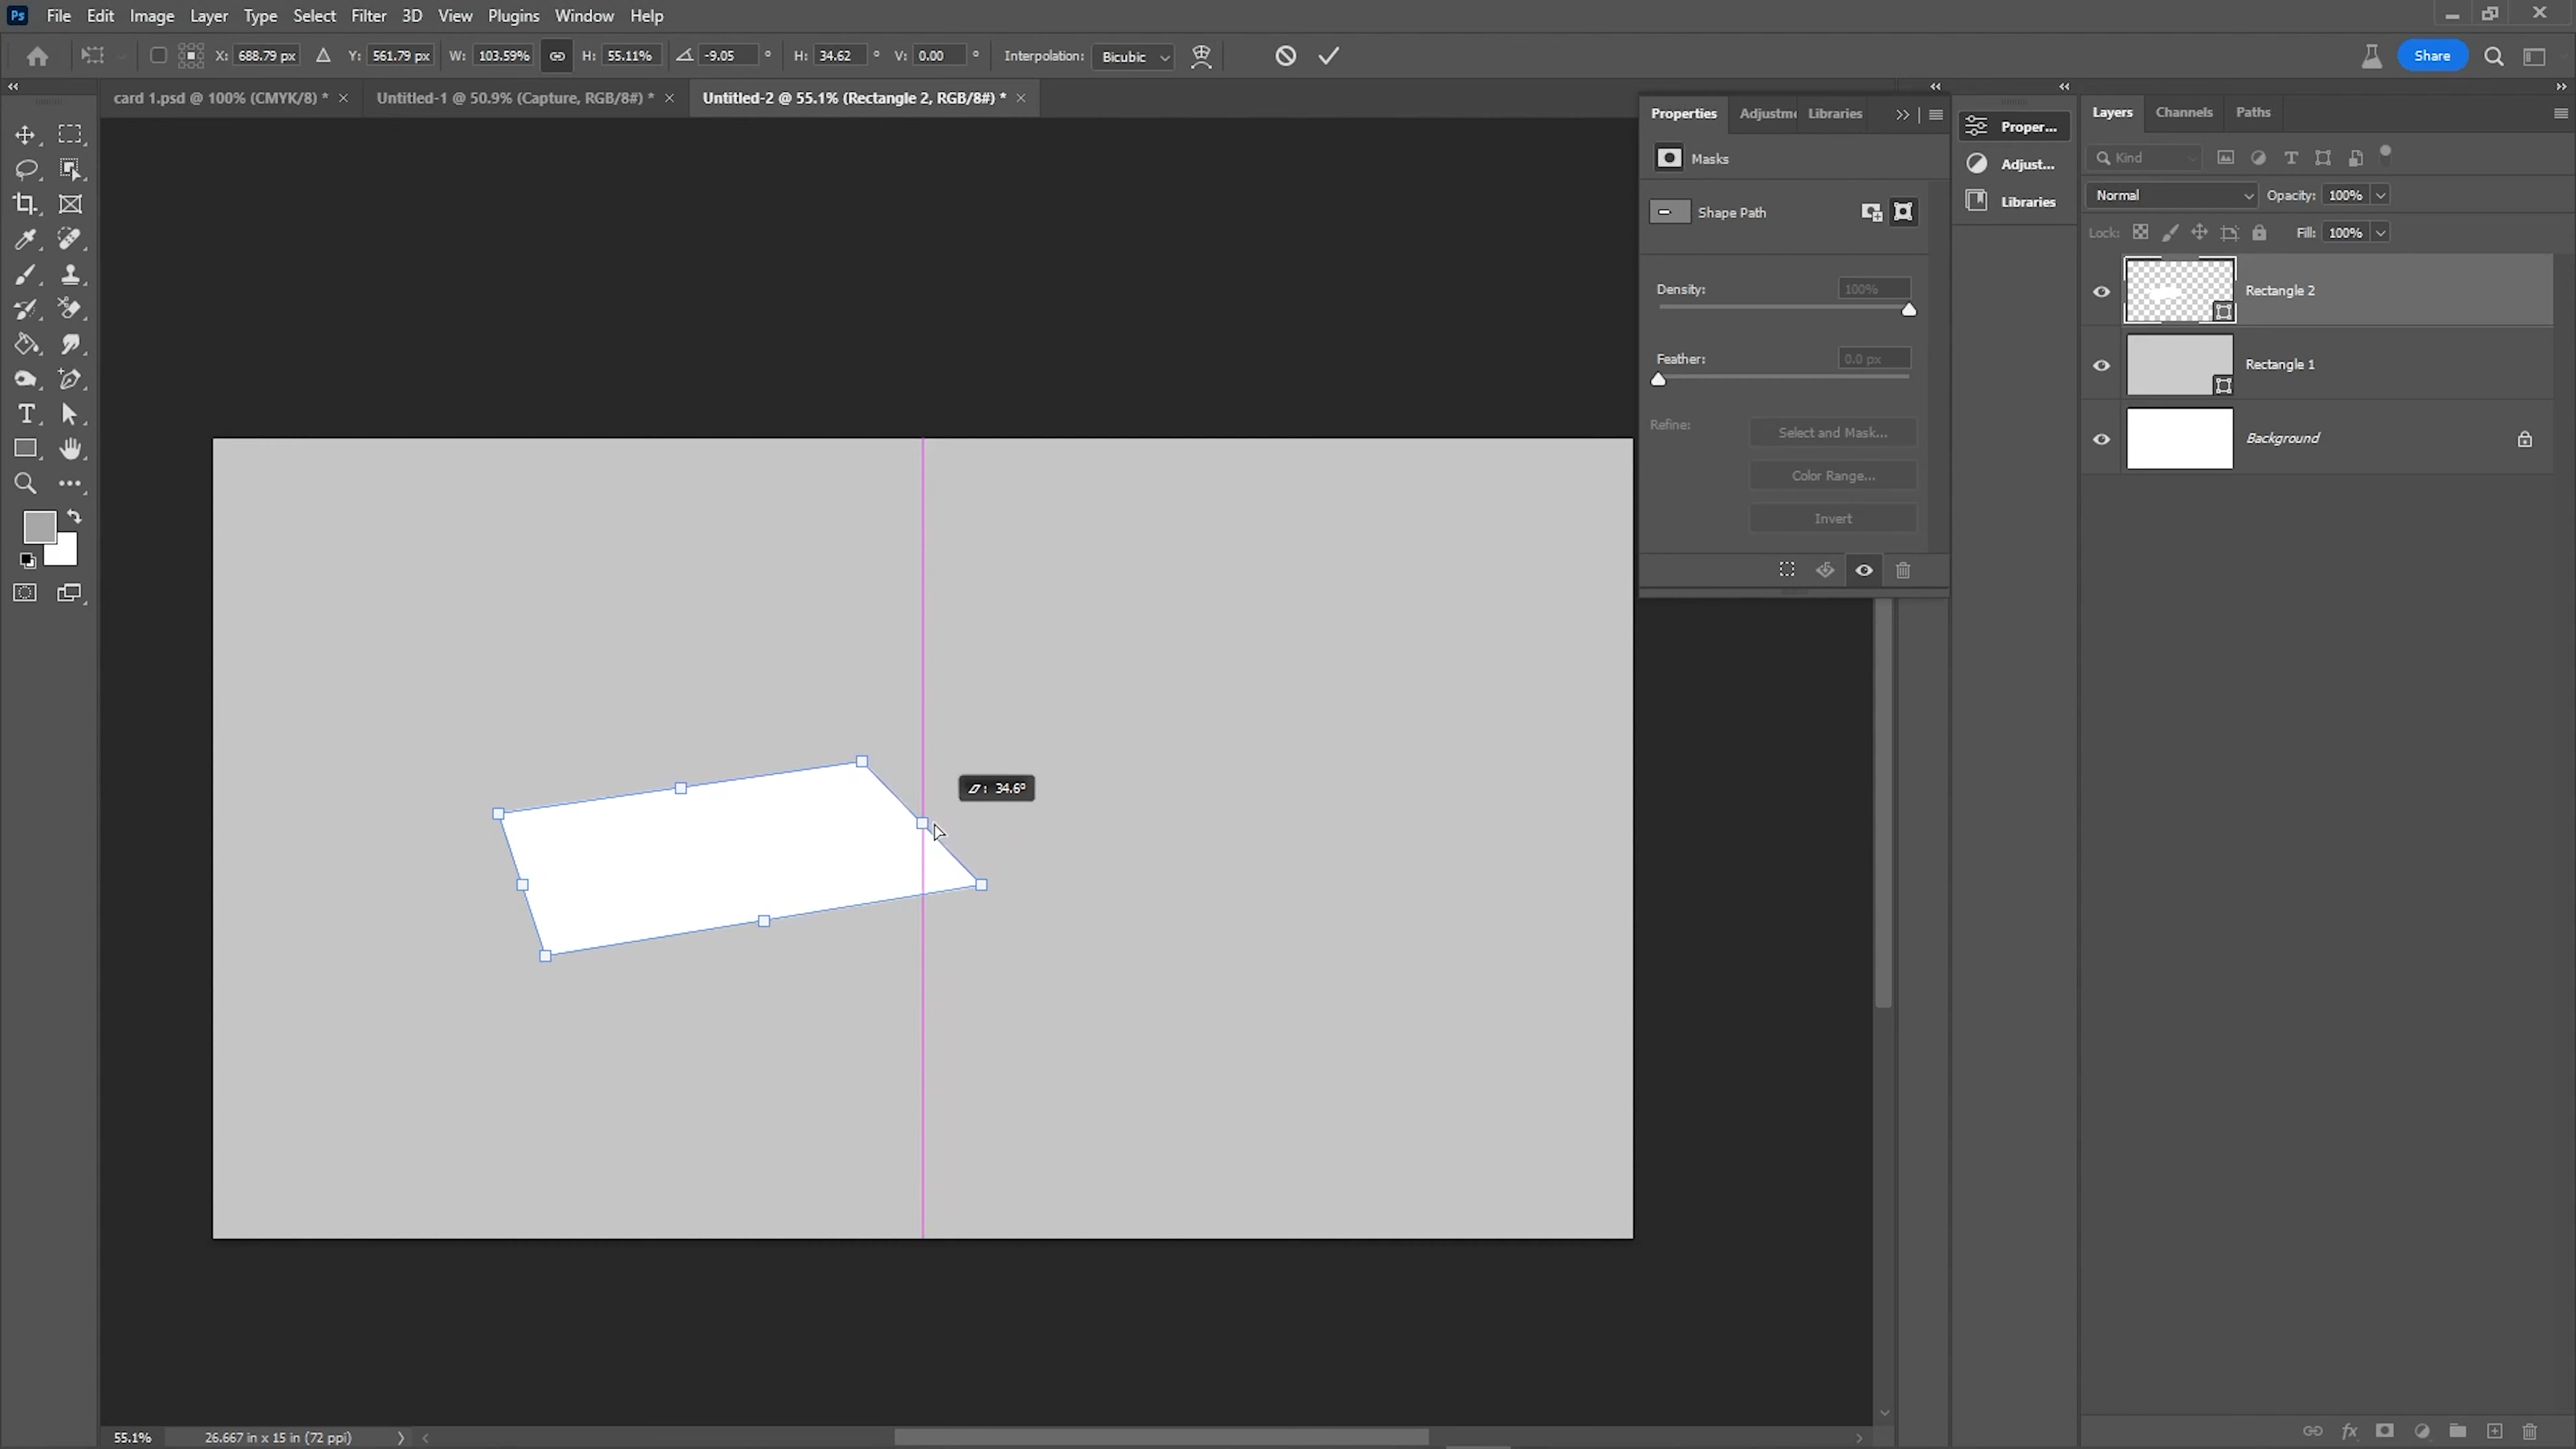 Ps File Edit Image Layer Type Select Filter 3D View Plugins Window Help
X: 688.79 px Y: 561.79 px W: 103.59% H: 55.11% -9.05 ° H: 34.62 ° V: 0.00 ° Interpolation: Bicubic Share
card 1.psd @ 100% (CMYK/8) * Untitled-1 @ 50.9% (Capture, RGB/8#) * Untitled-2 @ 55.1% (Rectangle 2, RGB/8#) *
Properties Adjustm Libraries
Masks
Shape Path
Density: 100%
Feather: 0.0 px
Refine: Select and Mask...
Color Range...
Invert
Proper...
Adjust...
Libraries
Layers Channels Paths
Kind
Normal Opacity: 100%
Lock: Fill: 100%
Rectangle 2
Rectangle 1
Background
34.6°
55.1% 26.667 in x 15 in (72 ppi)